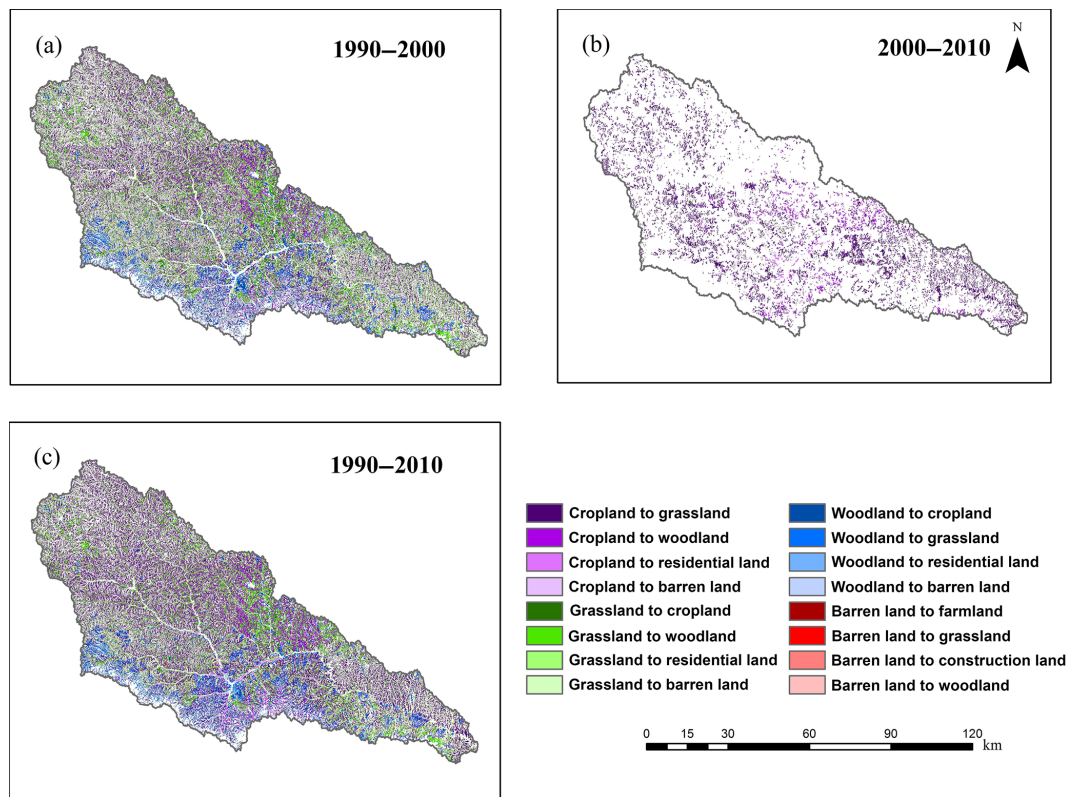 (a)
1990–2000
(b)
2000–2010
N
(c)
1990–2010
Cropland to grassland
Cropland to woodland
Cropland to residential land
Cropland to barren land
Grassland to cropland
Grassland to woodland
Grassland to residential land
Grassland to barren land
Woodland to cropland
Woodland to grassland
Woodland to residential land
Woodland to barren land
Barren land to farmland
Barren land to grassland
Barren land to construction land
Barren land to woodland
0 15 30 60 90 120
km